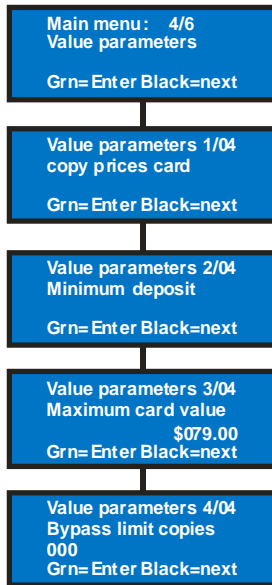 Main menu: 4/6
Value parameters
Grn=Enter Black=next
Value parameters 1/04
copy prices card
Grn=Enter Black=next
Value parameters 2/04
Minimum deposit
Grn=Enter Black=next
Value parameters 3/04
Maximum card value
$079.00
Grn=Enter Black=next
Value parameters 4/04
Bypass limit copies
000
Grn=Enter Black=next